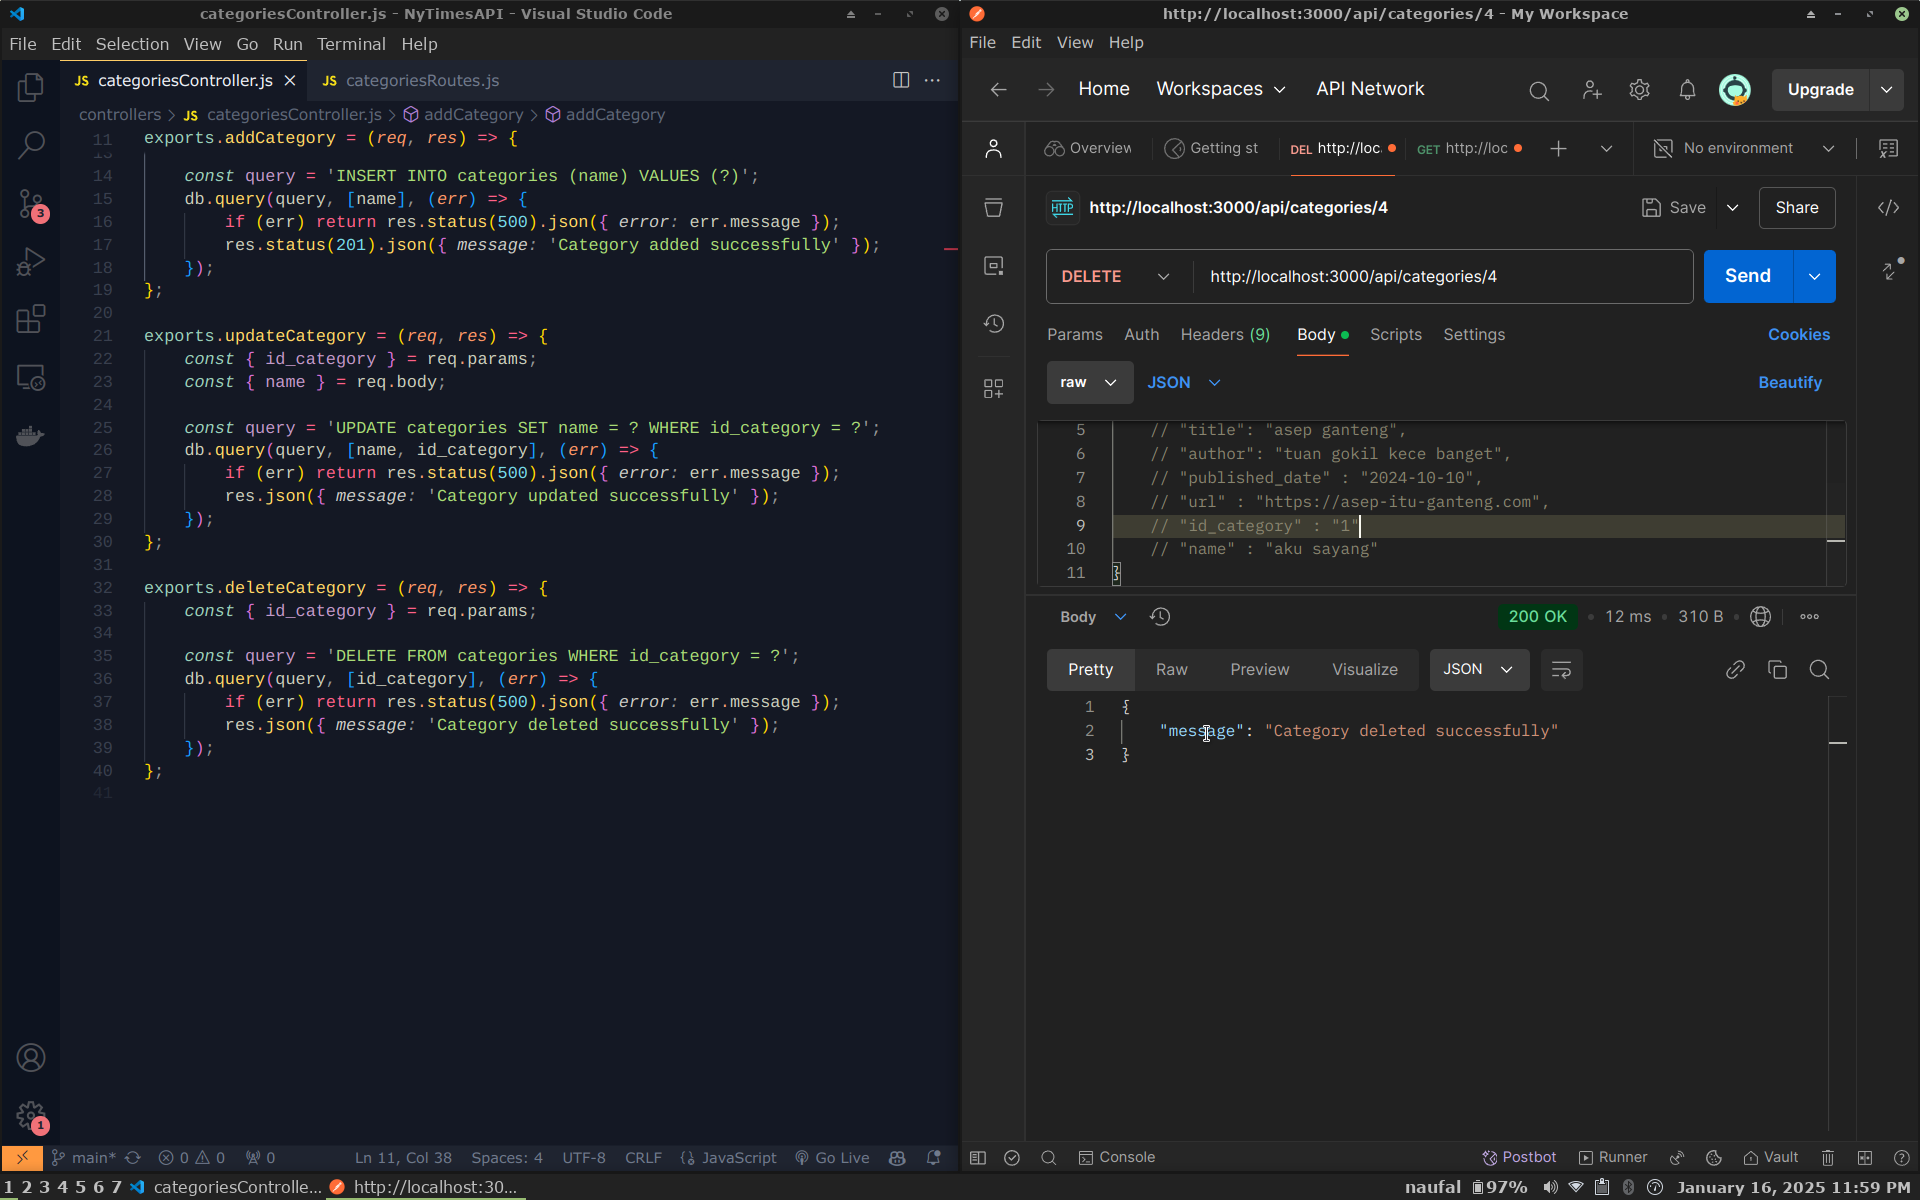 categoriesController.js - NyTimesAPI - Visual Studio Code
File Edit Selection View Go Run Terminal Help
JS categoriesController.js JS categoriesRoutes.js
controllers > JS categoriesController.js > addCategory > addCategory
11 exports.addCategory = (req, res) => {
13
14 const query = 'INSERT INTO categories (name) VALUES (?)';
15 db.query(query, [name], (err) => {
16 if (err) return res.status(500).json({ error: err.message });
17 res.status(201).json({ message: 'Category added successfully' });
18 });
19 };
20
21 exports.updateCategory = (req, res) => {
22 const { id_category } = req.params;
23 const { name } = req.body;
24
25 const query = 'UPDATE categories SET name = ? WHERE id_category = ?';
26 db.query(query, [name, id_category], (err) => {
27 if (err) return res.status(500).json({ error: err.message });
28 res.json({ message: 'Category updated successfully' });
29 });
30 };
31
32 exports.deleteCategory = (req, res) => {
33 const { id_category } = req.params;
34
35 const query = 'DELETE FROM categories WHERE id_category = ?';
36 db.query(query, [id_category], (err) => {
37 if (err) return res.status(500).json({ error: err.message });
38 res.json({ message: 'Category deleted successfully' });
39 });
40 };
41
3
1
main* 0 0 0 Ln 11, Col 38 Spaces: 4 UTF-8 CRLF JavaScript Go Live
http://localhost:3000/api/categories/4 - My Workspace
File Edit View Help
Home Workspaces API Network Upgrade
Overview Getting st DEL http://loc. GET http://loc No environment
HTTP http://localhost:3000/api/categories/4 Save Share
DELETE http://localhost:3000/api/categories/4 Send
Params Auth Headers (9) Body Scripts Settings Cookies
raw JSON Beautify
5 // "title": "asep ganteng",
6 // "author": "tuan gokil kece banget",
7 // "published_date" : "2024-10-10",
8 // "url" : "https://asep-itu-ganteng.com",
9 // "id_category" : "1"
10 // "name" : "aku sayang"
11 }
Body 200 OK 12 ms 310 B
Pretty Raw Preview Visualize JSON
1 {
2 "message": "Category deleted successfully"
3 }
Console Postbot Runner Vault
1 2 3 4 5 6 7 categoriesControlle... http://localhost:30... naufal 97% January 16, 2025 11:59 PM